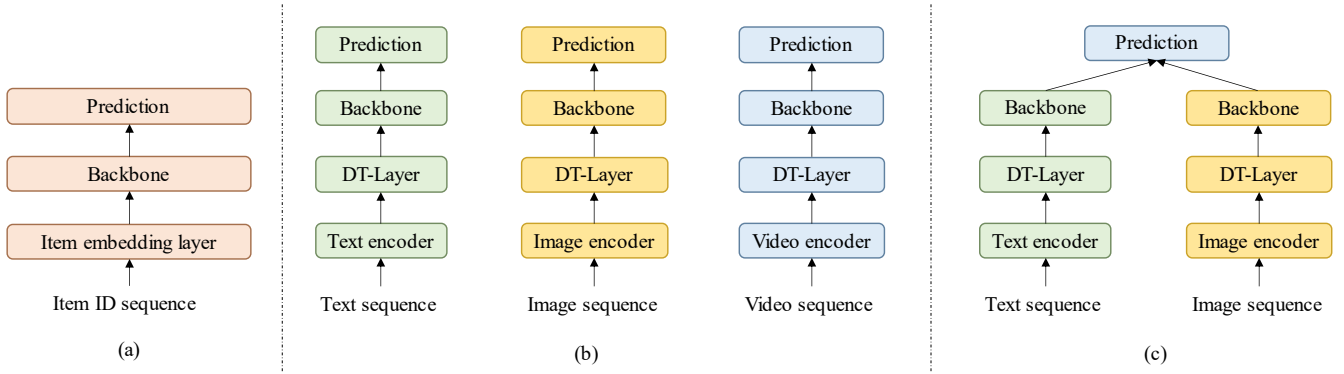 Prediction
Backbone
Item embedding layer
Item ID sequence
(a)
Prediction
Backbone
DT-Layer
Text encoder
Text sequence
Prediction
Backbone
DT-Layer
Image encoder
Image sequence
Prediction
Backbone
DT-Layer
Video encoder
Video sequence
(b)
Prediction
Backbone
DT-Layer
Text encoder
Text sequence
Backbone
DT-Layer
Image encoder
Image sequence
(c)